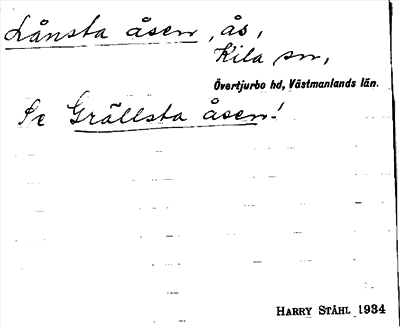 Lånsta åsen, ås,
Kila sn,
Övertjurbo hd, Västmanlands län.
Se Grällsta åsen!
HARRY STÅHL 1934